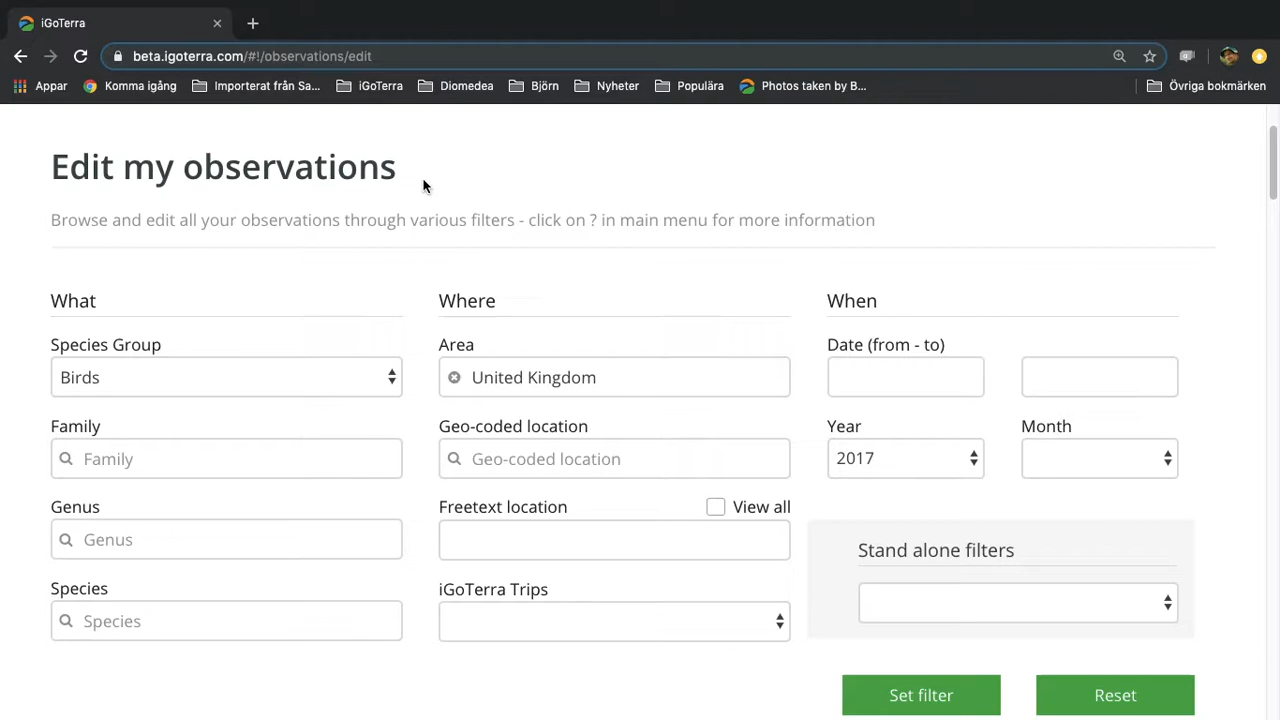 iGoTerra
beta.igoterra.com/#!/observations/edit
Appar Komma igång Importerat från Sa... iGoTerra Diomedea Björn Nyheter Populära Photos taken by B... Övriga bokmärken
Edit my observations
Browse and edit all your observations through various filters - click on ? in main menu for more information
What Where When
Species Group Area Date (from - to)
Birds United Kingdom
Family Geo-coded location Year Month
Family Geo-coded location 2017
Genus Freetext location View all
Genus
Stand alone filters
Species iGoTerra Trips
Species
Set filter Reset